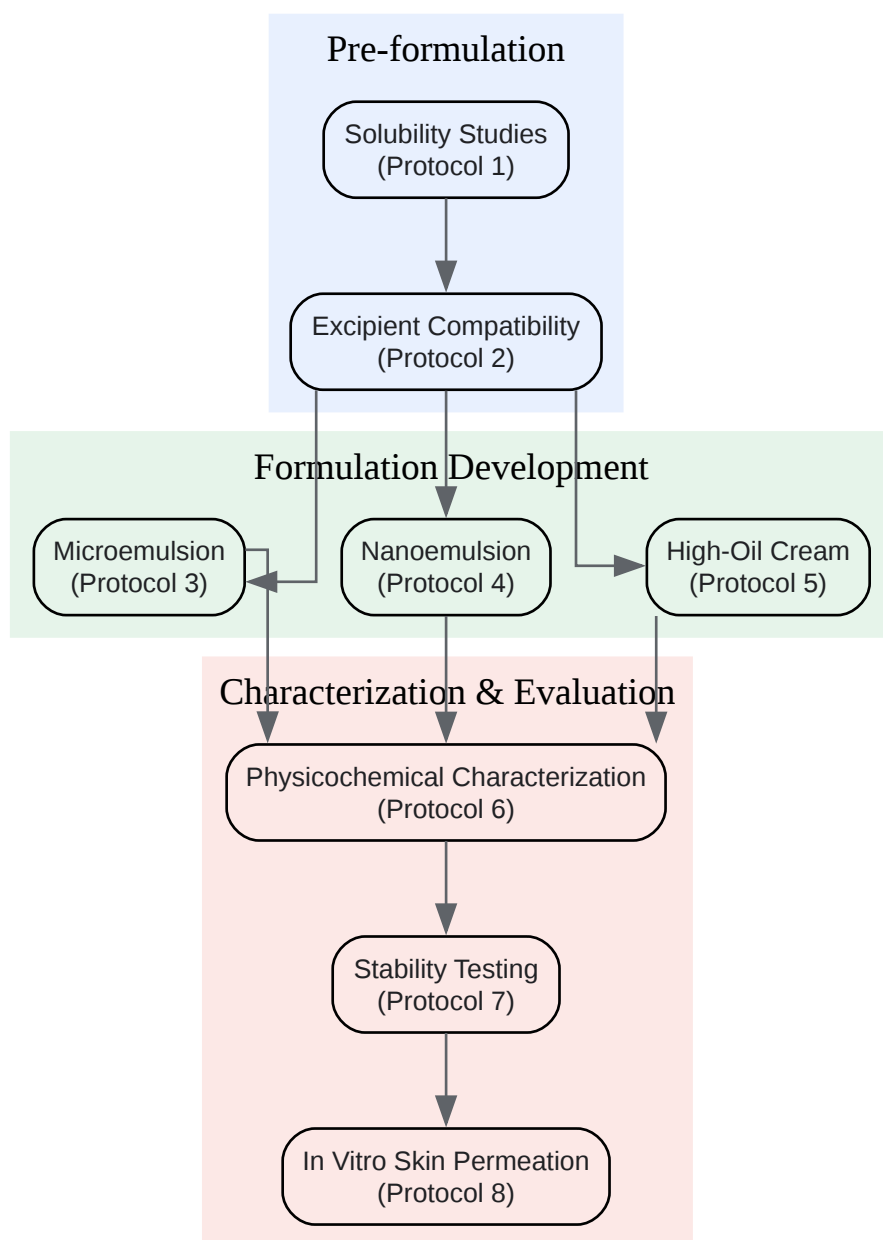 Pre-formulation
Solubility Studies
(Protocol 1)
Excipient Compatibility
(Protocol 2)
Formulation Development
Microemulsion
(Protocol 3)
Nanoemulsion
(Protocol 4)
High-Oil Cream
(Protocol 5)
Characterization & Evaluation
Physicochemical Characterization
(Protocol 6)
Stability Testing
(Protocol 7)
In Vitro Skin Permeation
(Protocol 8)